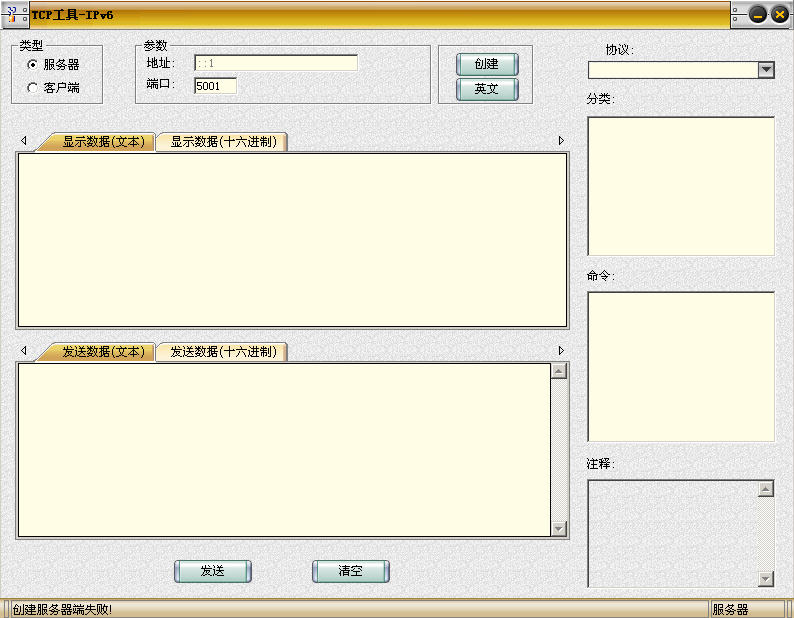 TCP工具-IPv6
类型
服务器
客户端
参数
地址: ::1
端口: 5001
创建
英文
协议:
分类:
显示数据(文本) 显示数据(十六进制)
命令:
发送数据(文本) 发送数据(十六进制)
注释:
发送 清空
创建服务器端失败! 服务器